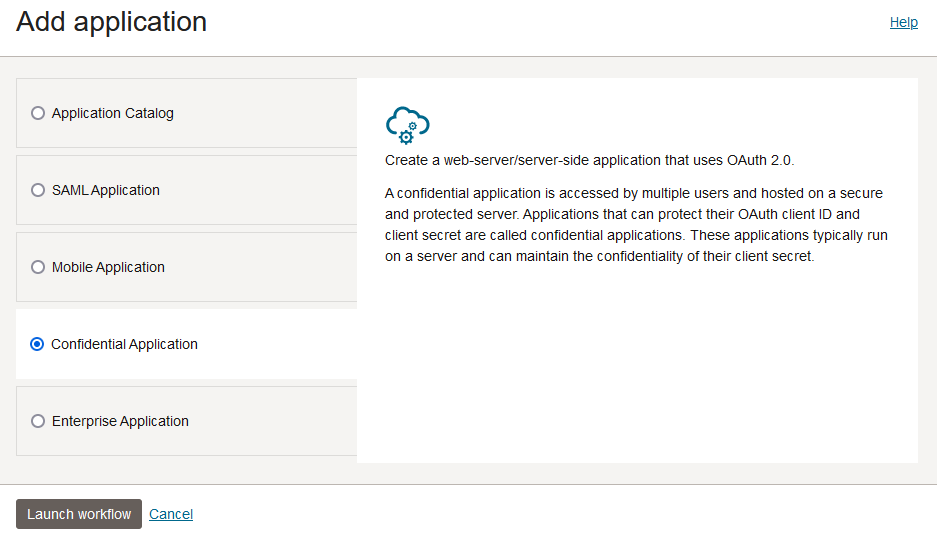 Add application
Help
Application Catalog
SAML Application
Mobile Application
Confidential Application
Enterprise Application
Create a web-server/server-side application that uses OAuth 2.0.
A confidential application is accessed by multiple users and hosted on a secure
and protected server. Applications that can protect their OAuth client ID and
client secret are called confidential applications. These applications typically run
on a server and can maintain the confidentiality of their client secret.
Launch workflow
Cancel